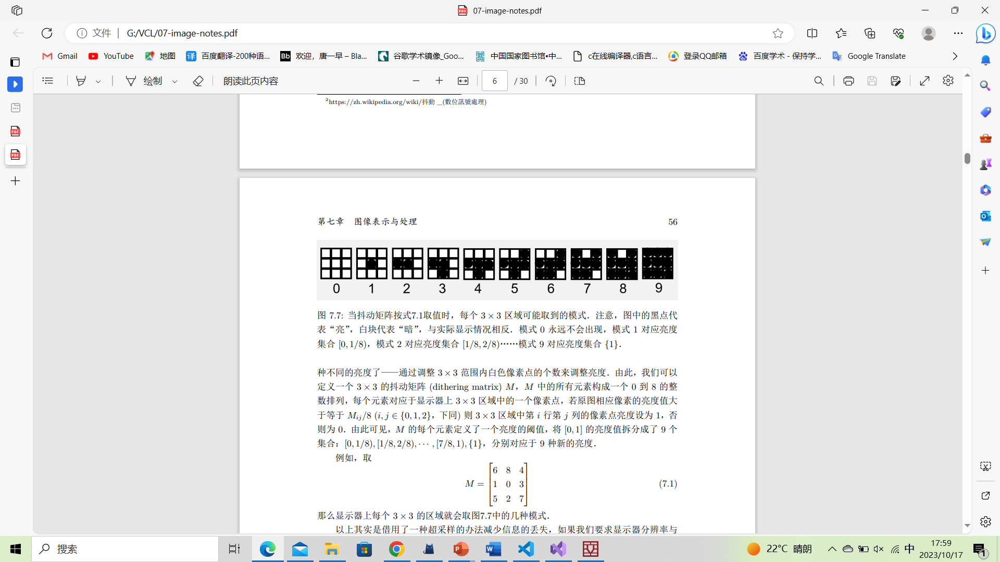 07-image-notes.pdf
文件 G:/VCL/07-image-notes.pdf
Gmail YouTube 地图 百度翻译-200种语... 欢迎，唐一早 – Bla... 谷歌学术镜像_Goo... 中国国家图书馆•中... c在线编译器,c语言... 登录QQ邮箱 百度学术 - 保持学... Google Translate
绘制 朗读此页内容 6 / 30
2https://zh.wikipedia.org/wiki/抖動 _(數位訊號處理)
第七章 图像表示与处理 56
0 1 2 3 4 5 6 7 8 9
图 7.7: 当抖动矩阵按式7.1取值时，每个 3 × 3 区域可能取到的模式．注意，图中的黑点代
表“亮”，白块代表“暗”，与实际显示情况相反．模式 0 永远不会出现，模式 1 对应亮度
集合 [0, 1/8)，模式 2 对应亮度集合 [1/8, 2/8)⋯⋯模式 9 对应亮度集合 {1}．
种不同的亮度了——通过调整 3 × 3 范围内白色像素点的个数来调整亮度．由此，我们可以
定义一个 3 × 3 的抖动矩阵 (dithering matrix) M，M 中的所有元素构成一个 0 到 8 的整
数排列，每个元素对应于显示器上 3 × 3 区域中的一个像素点，若原图相应像素的亮度值大
于等于 Mij/8 (i, j ∈ {0, 1, 2}，下同) 则 3 × 3 区域中第 i 行第 j 列的像素点亮度设为 1，否
则为 0．由此可见，M 的每个元素定义了一个亮度的阈值，将 [0, 1] 的亮度值拆分成了 9 个
集合：[0, 1/8), [1/8, 2/8), ⋯ , [7/8, 1), {1}，分别对应于 9 种新的亮度．
例如，取
6 8 4
M = 1 0 3 (7.1)
5 2 7
那么显示器上每个 3 × 3 的区域就会取图7.7中的几种模式．
以上其实是借用了一种超采样的办法减少信息的丢失，如果我们要求显示器分辨率与
搜索 22°C 晴朗 中 17:59
2023/10/17 1